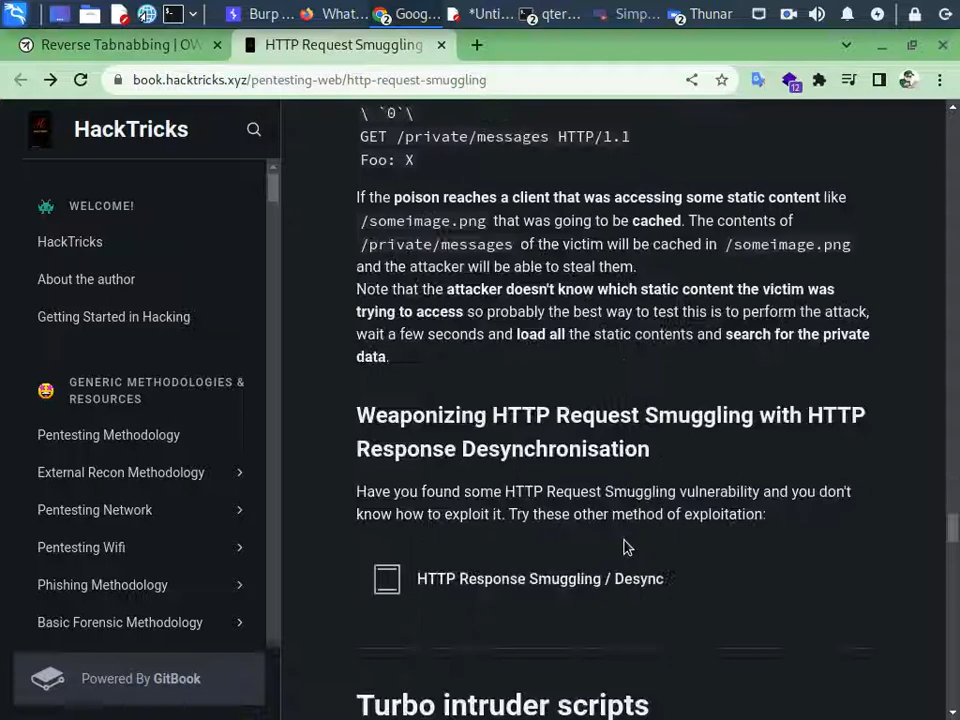 Burp ...
What...
Goog...
*Unti...
qter...
Simp...
Thunar
Reverse Tabnabbing | OW
HTTP Request Smuggling
book.hacktricks.xyz/pentesting-web/http-request-smuggling
12
HackTricks
WELCOME!
HackTricks
About the author
Getting Started in Hacking
GENERIC METHODOLOGIES &
RESOURCES
Pentesting Methodology
External Recon Methodology
Pentesting Network
Pentesting Wifi
Phishing Methodology
Basic Forensic Methodology
Powered By GitBook
\ `0`\
GET /private/messages HTTP/1.1
Foo: X
If the poison reaches a client that was accessing some static content like
/someimage.png that was going to be cached. The contents of
/private/messages of the victim will be cached in /someimage.png
and the attacker will be able to steal them.
Note that the attacker doesn't know which static content the victim was
trying to access so probably the best way to test this is to perform the attack,
wait a few seconds and load all the static contents and search for the private
data.
Weaponizing HTTP Request Smuggling with HTTP
Response Desynchronisation
Have you found some HTTP Request Smuggling vulnerability and you don't
know how to exploit it. Try these other method of exploitation:
HTTP Response Smuggling / Desync
Turbo intruder scripts